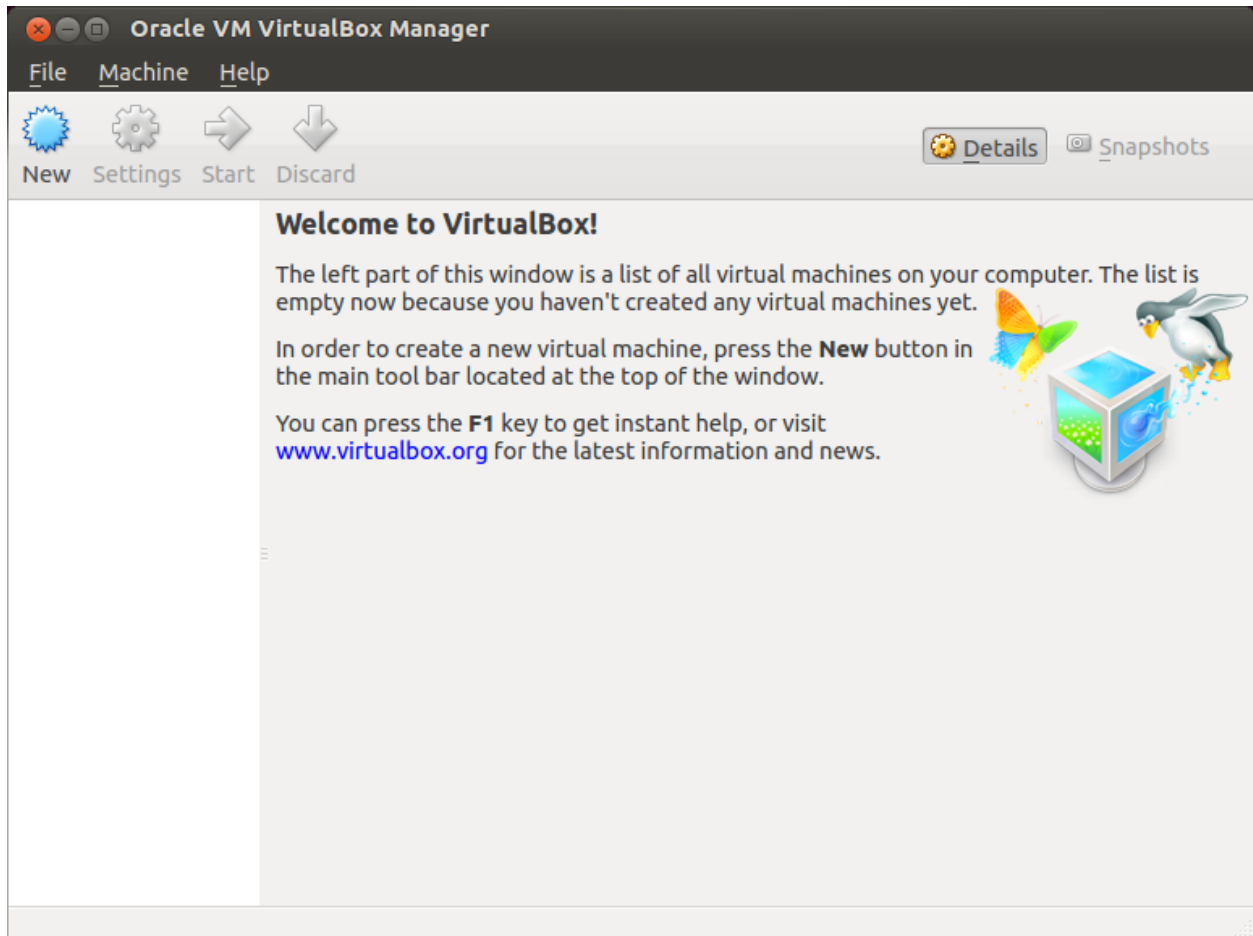 Oracle VM VirtualBox Manager
File Machine Help
New Settings Start Discard
Details Snapshots
Welcome to VirtualBox!
The left part of this window is a list of all virtual machines on your computer. The list is
empty now because you haven't created any virtual machines yet.
In order to create a new virtual machine, press the New button in
the main tool bar located at the top of the window.
You can press the F1 key to get instant help, or visit
www.virtualbox.org for the latest information and news.